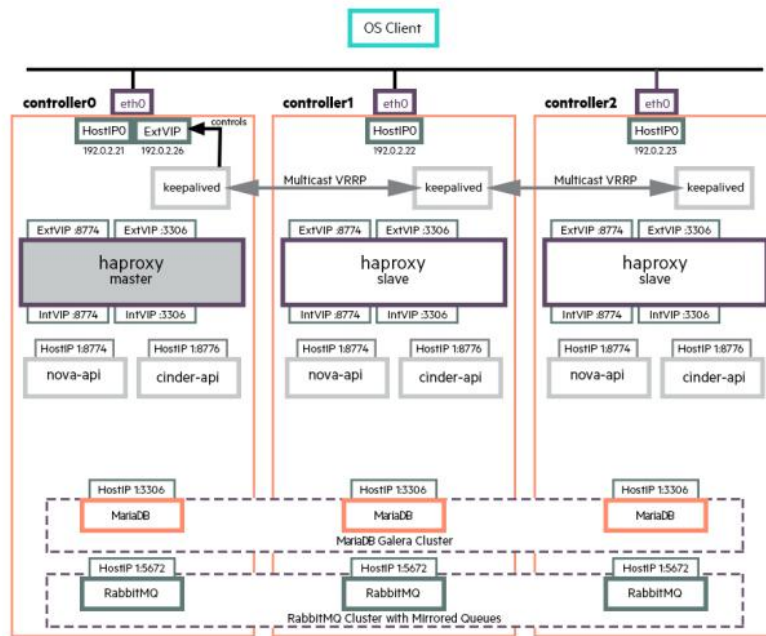 OS Client
controller0
eth0
controller1
eth0
controller2
eth0
HostIP0
ExtVIP
controls
HostIP0
HostIP0
192.0.2.21
192.0.2.26
192.0.2.22
192.0.2.23
keepalived
Multicast VRRP
keepalived
Multicast VRRP
keepalived
ExtVIP :8774
ExtVIP :3306
ExtVIP :8774
ExtVIP :3306
ExtVIP :8774
ExtVIP :3306
haproxy
master
haproxy
slave
haproxy
slave
IntVIP :8774
IntVIP :3306
IntVIP :8774
IntVIP :3306
IntVIP :8774
IntVIP :3306
HostIP 1:8774
HostIP 1:8776
HostIP 1:8774
HostIP 1:8776
HostIP 1:8774
HostIP 1:8776
nova-api
cinder-api
nova-api
cinder-api
nova-api
cinder-api
HostIP 1:3306
HostIP 1:3306
HostIP 1:3306
MariaDB
MariaDB
MariaDB
MariaDB Galera Cluster
HostIP 1:5672
HostIP 1:5672
HostIP 1:5672
RabbitMQ
RabbitMQ
RabbitMQ
RabbitMQ Cluster with Mirrored Queues